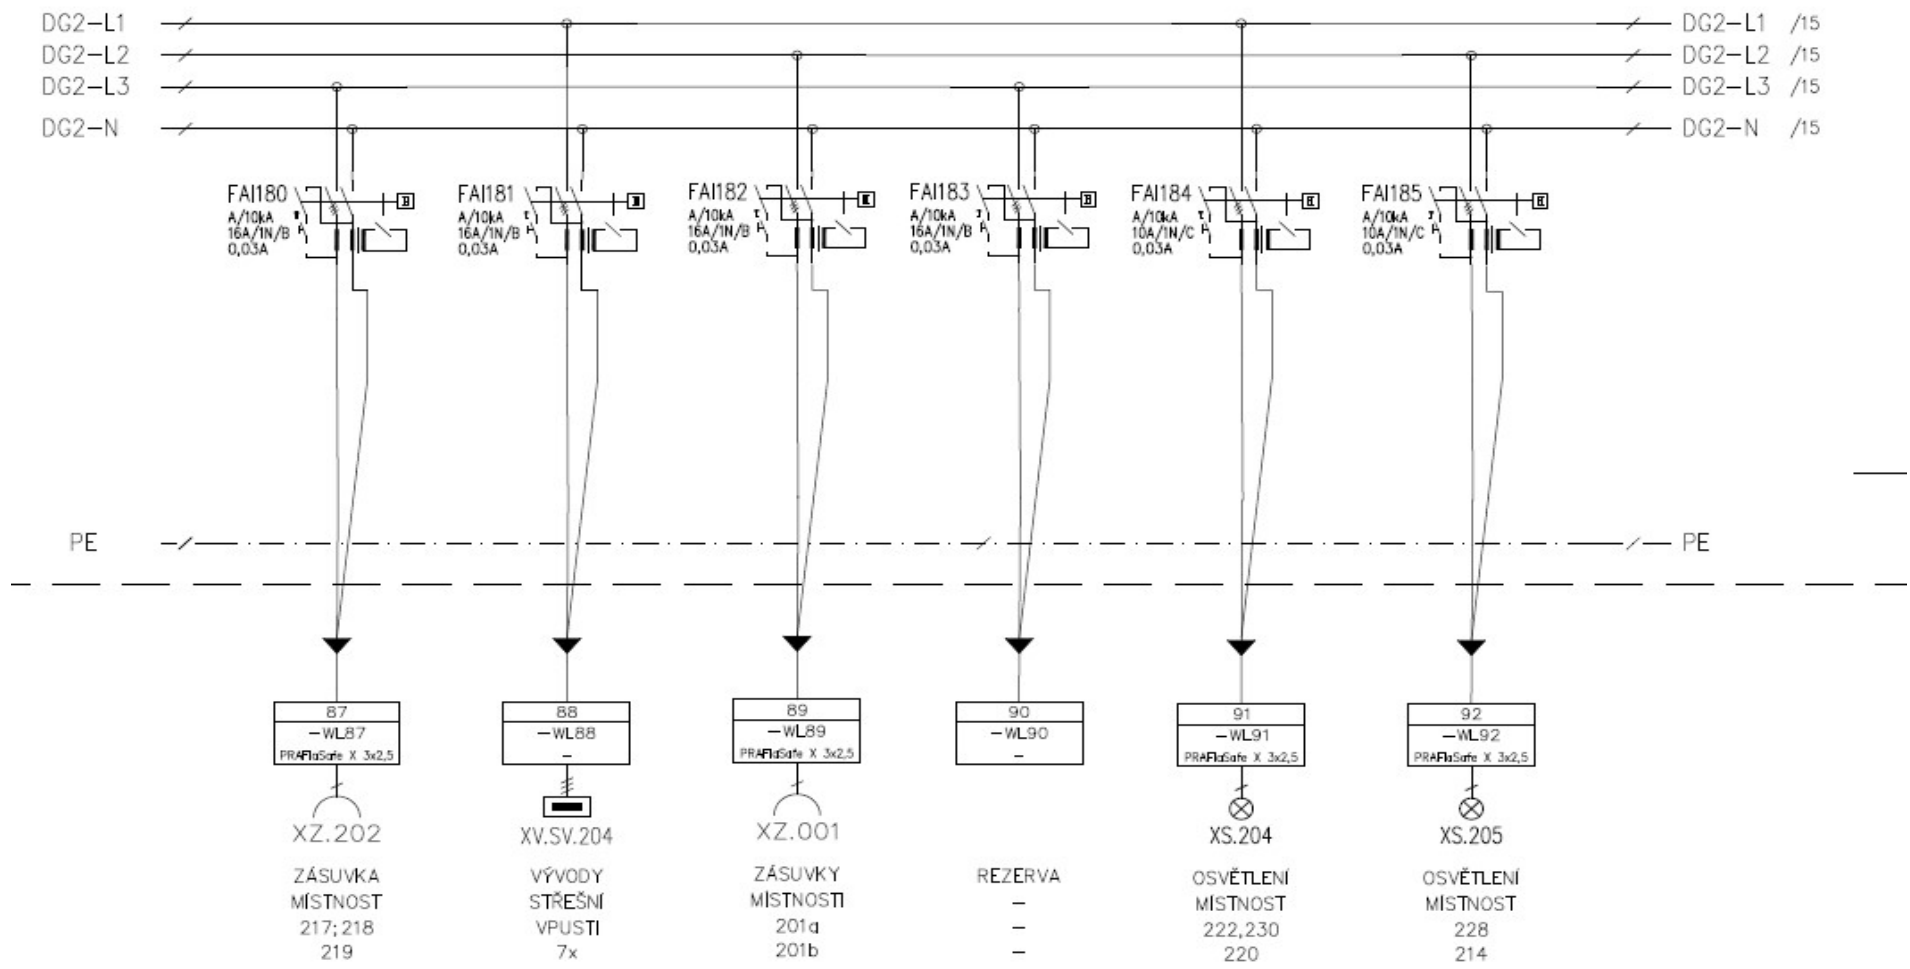 DG2-L1 DG2-L1 /15
DG2-L2 DG2-L2 /15
DG2-L3 DG2-L3 /15
DG2-N DG2-N /15
FAI180 FAI181 FAI182 FAI183 FAI184 FAI185
A/10kA A/10kA A/10kA A/10kA A/10kA A/10kA
16A/1N/B 16A/1N/B 16A/1N/B 16A/1N/B 10A/1N/C 10A/1N/C
0,03A 0,03A 0,03A 0,03A 0,03A 0,03A
PE PE
87 88 89 90 91 92
-WL87 -WL88 -WL89 -WL90 -WL91 -WL92
PRAFlaSafe X 3x2,5 - PRAFlaSafe X 3x2,5 - PRAFlaSafe X 3x2,5 PRAFlaSafe X 3x2,5
XZ.202 XV.SV.204 XZ.001 XS.204 XS.205
ZÁSUVKA VÝVODY ZÁSUVKY REZERVA OSVĚTLENÍ OSVĚTLENÍ
MÍSTNOST STŘEŠNÍ MÍSTNOSTI - MÍSTNOST MÍSTNOST
217;218 VPUSTI 201a - 222,230 228
219 7x 201b - 220 214